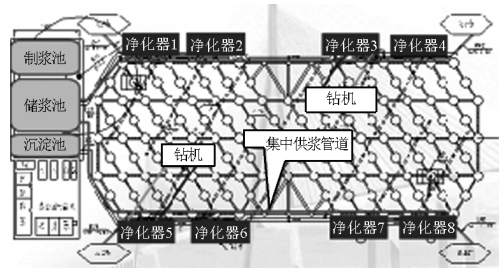 净化器1 净化器2 净化器3 净化器4
制浆池
储浆池
钻机
沉淀池
集中供浆管道
钻机
净化器5 净化器6 净化器7 净化器8